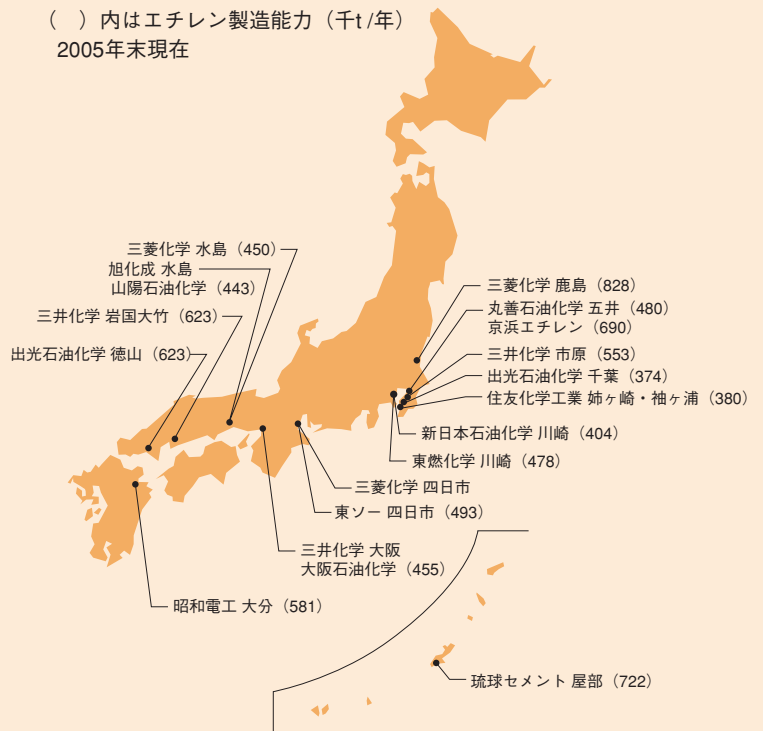 （　）内はエチレン製造能力（千t /年）
2005年末現在
三菱化学 水島（450）
旭化成 水島
山陽石油化学（443）
三井化学 岩国大竹（623）
出光石油化学 徳山（623）
三菱化学 鹿島（828）
丸善石油化学 五井（480）
京浜エチレン（690）
三井化学 市原（553）
出光石油化学 千葉（374）
住友化学工業 姉ヶ崎・袖ヶ浦（380）
新日本石油化学 川崎（404）
東燃化学 川崎（478）
三菱化学 四日市
東ソー 四日市（493）
三井化学 大阪
大阪石油化学（455）
昭和電工 大分（581）
琉球セメント 屋部（722）